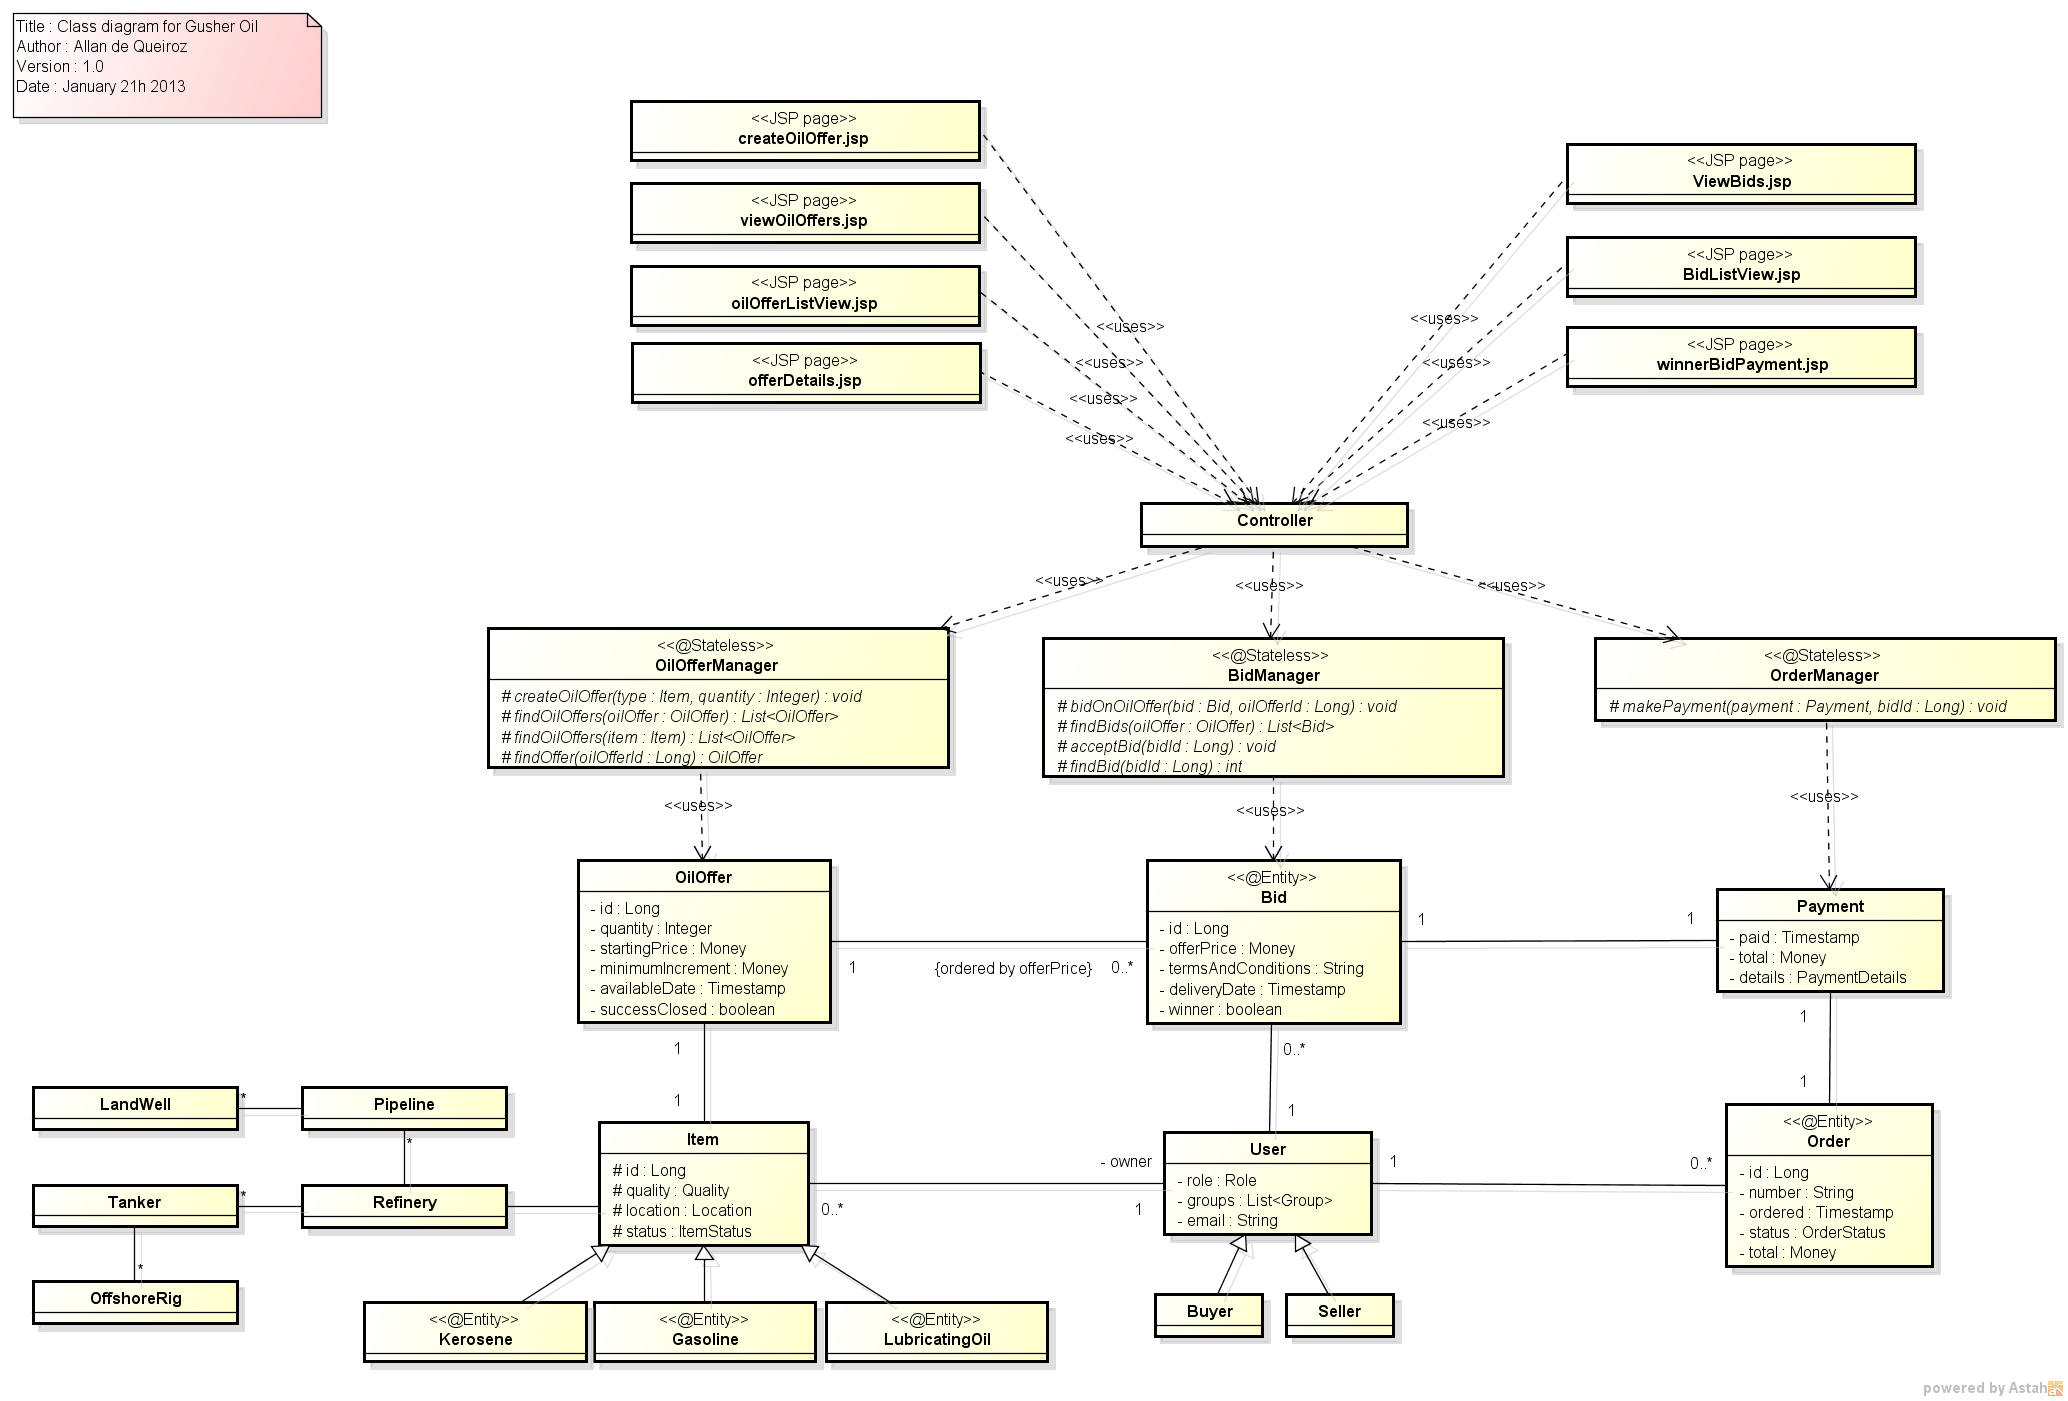 Title : Class diagram for Gusher Oil
Author : Allan de Queiroz
Version : 1.0
Date : January 21h 2013
<<JSP page>>
createOilOffer.jsp
<<JSP page>>
viewOilOffers.jsp
<<JSP page>>
oilOfferListView.jsp
<<JSP page>>
offerDetails.jsp
<<JSP page>>
ViewBids.jsp
<<JSP page>>
BidListView.jsp
<<JSP page>>
winnerBidPayment.jsp
<<uses>>
<<uses>>
<<uses>>
<<uses>>
<<uses>>
<<uses>>
<<uses>>
Controller
<<uses>>
<<uses>>
<<uses>>
<<@Stateless>>
OilOfferManager
# createOilOffer(type : Item, quantity : Integer) : void
# findOilOffers(oilOffer : OilOffer) : List<OilOffer>
# findOilOffers(item : Item) : List<OilOffer>
# findOffer(oilOfferId : Long) : OilOffer
<<@Stateless>>
BidManager
# bidOnOilOffer(bid : Bid, oilOfferId : Long) : void
# findBids(oilOffer : OilOffer) : List<Bid>
# acceptBid(bidId : Long) : void
# findBid(bidId : Long) : int
<<@Stateless>>
OrderManager
# makePayment(payment : Payment, bidId : Long) : void
<<uses>>
<<uses>>
<<uses>>
OilOffer
- id : Long
- quantity : Integer
- startingPrice : Money
- minimumIncrement : Money
- availableDate : Timestamp
- successClosed : boolean
1
{ordered by offerPrice}
0..*
<<@Entity>>
Bid
- id : Long
- offerPrice : Money
- termsAndConditions : String
- deliveryDate : Timestamp
- winner : boolean
1
1
Payment
- paid : Timestamp
- total : Money
- details : PaymentDetails
1
1
1
1
0..*
1
LandWell
*
Pipeline
*
Tanker
*
Refinery
*
OffshoreRig
Item
# id : Long
# quality : Quality
# location : Location
# status : ItemStatus
0..*
- owner
1
User
- role : Role
- groups : List<Group>
- email : String
1
0..*
<<@Entity>>
Order
- id : Long
- number : String
- ordered : Timestamp
- status : OrderStatus
- total : Money
<<@Entity>>
Kerosene
<<@Entity>>
Gasoline
<<@Entity>>
LubricatingOil
Buyer
Seller
powered by Astah